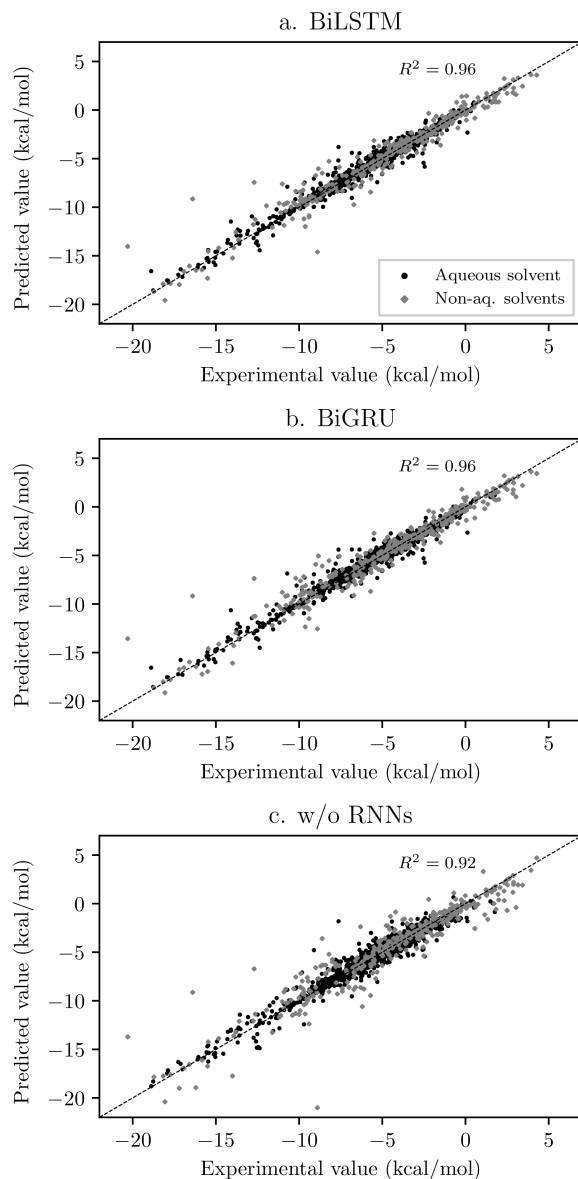 a. BiLSTM
R² = 0.96
5
0
−5
−10
−15
−20
Predicted value (kcal/mol)
Aqueous solvent
Non-aq. solvents
−20 −15 −10 −5 0 5
Experimental value (kcal/mol)
b. BiGRU
R² = 0.96
5
0
−5
−10
−15
−20
Predicted value (kcal/mol)
−20 −15 −10 −5 0 5
Experimental value (kcal/mol)
c. w/o RNNs
R² = 0.92
5
0
−5
−10
−15
−20
Predicted value (kcal/mol)
−20 −15 −10 −5 0 5
Experimental value (kcal/mol)